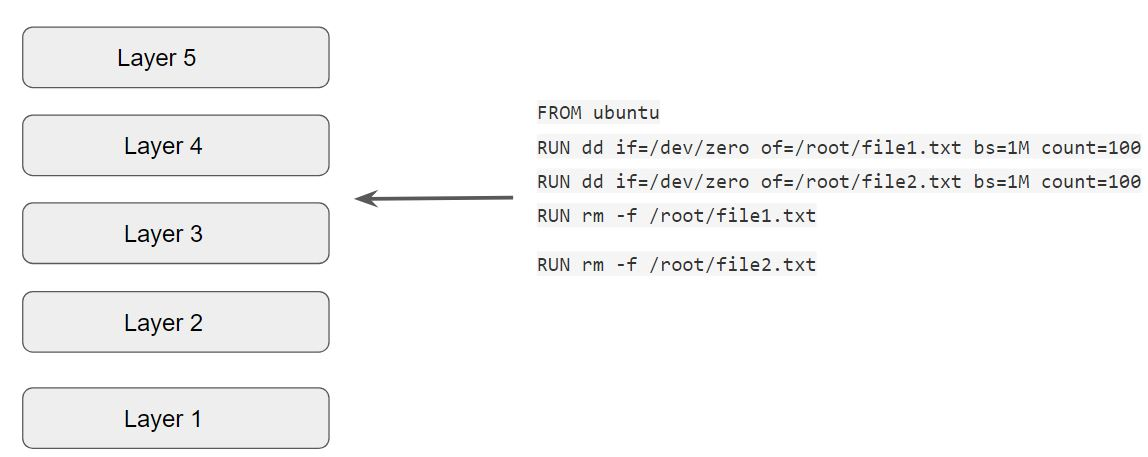 Layer 5
Layer 4
Layer 3
Layer 2
Layer 1
FROM ubuntu
RUN dd if=/dev/zero of=/root/file1.txt bs=1M count=100
RUN dd if=/dev/zero of=/root/file2.txt bs=1M count=100
RUN rm -f /root/file1.txt
RUN rm -f /root/file2.txt